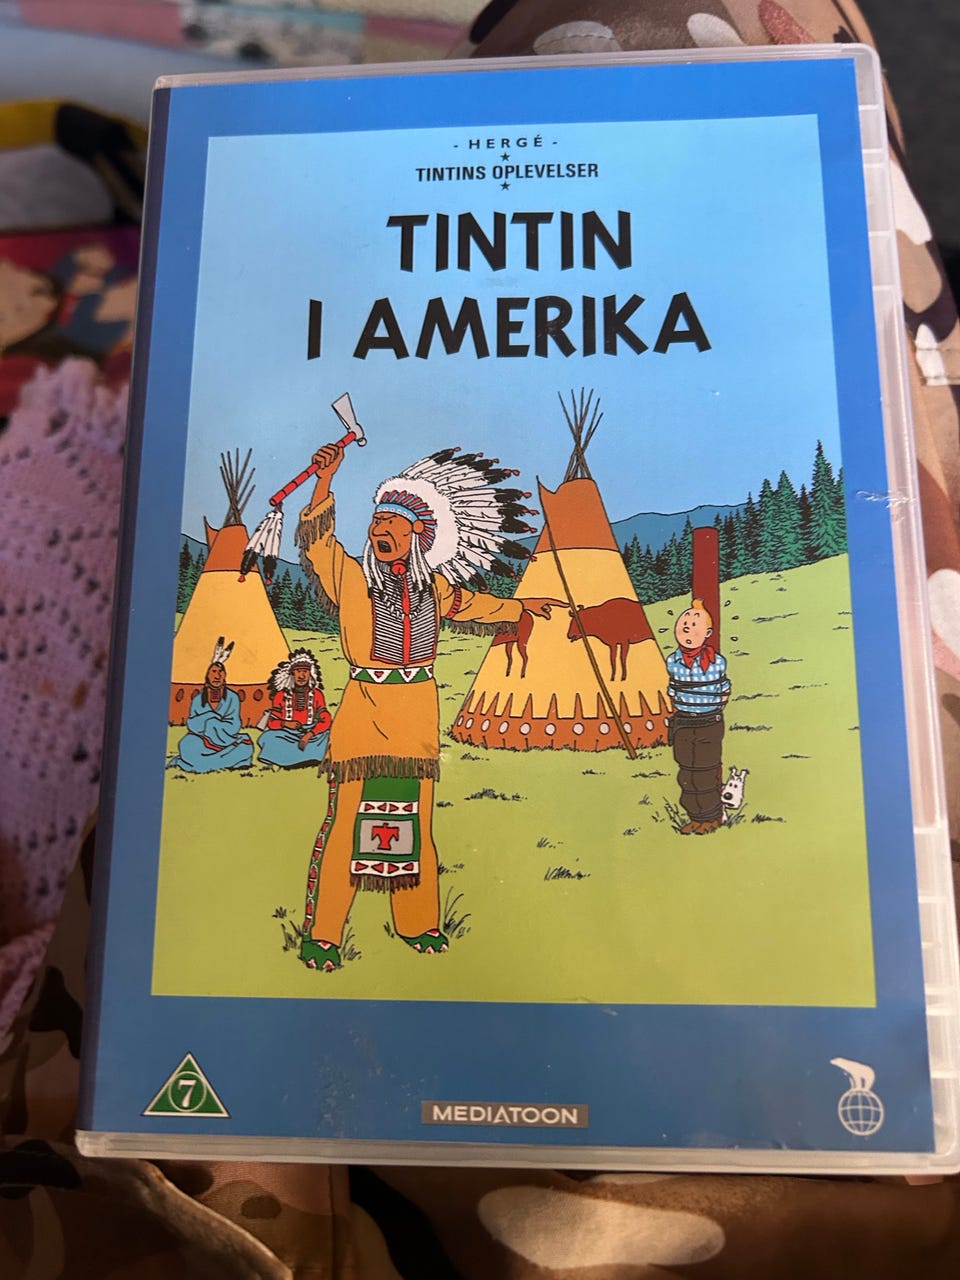 - HERGÉ -
TINTINS OPLEVELSER
TINTIN
I AMERIKA
7
MEDIATOON